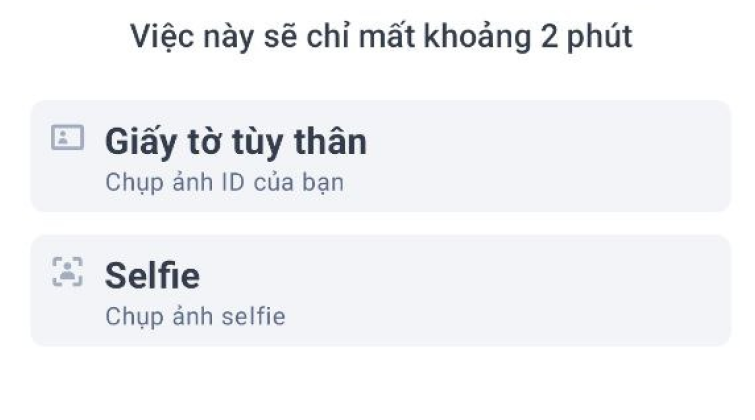 Việc này sẽ chỉ mất khoảng 2 phút
Giấy tờ tùy thân
Chụp ảnh ID của bạn
Selfie
Chụp ảnh selfie